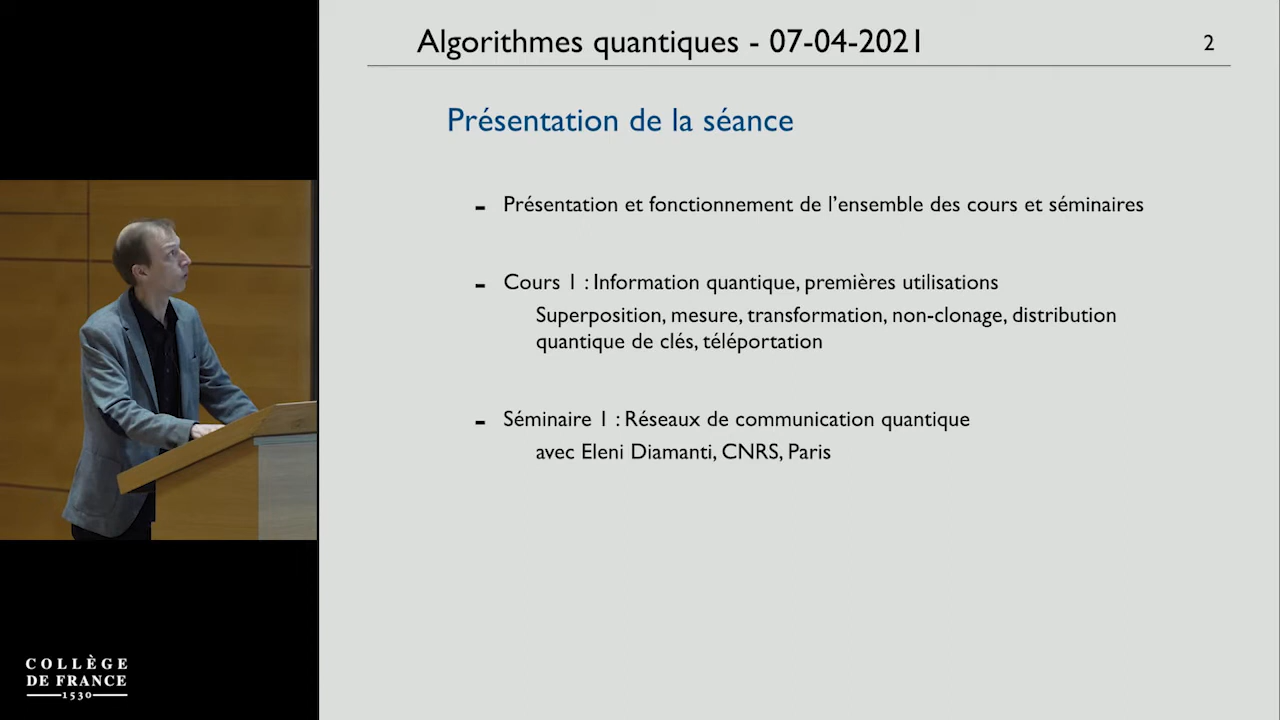 Algorithmes quantiques - 07-04-2021
2
Présentation de la séance
- Présentation et fonctionnement de l’ensemble des cours et séminaires
- Cours 1 : Information quantique, premières utilisations
Superposition, mesure, transformation, non-clonage, distribution
quantique de clés, téléportation
- Séminaire 1 : Réseaux de communication quantique
avec Eleni Diamanti, CNRS, Paris
COLLÈGE
DE FRANCE
1530